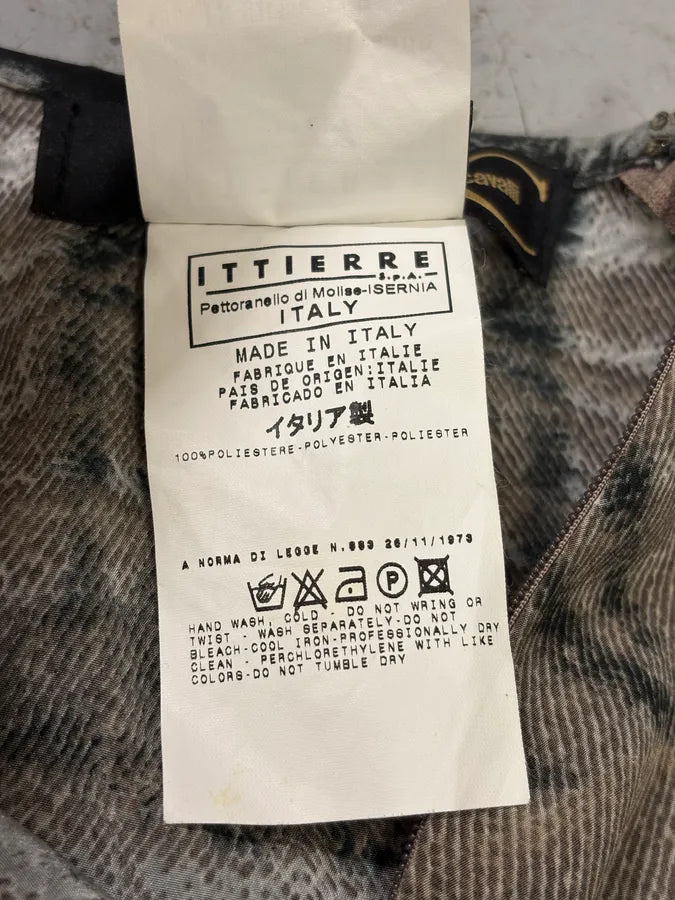 cavalli
ITTIERRE
S.p.A.
Pettoranello di Molise-ISERNIA
ITALY
MADE IN ITALY
FABRIQUE EN ITALIE
PAIS DE ORIGEN:ITALIE
FABRICADO EN ITALIA
イタリア製
100%POLIESTERE-POLYESTER-POLIESTER
A NORMA DI LEGGE N.883 26/11/1973
P
HAND WASH, COLD - DO NOT WRING OR
TWIST - WASH SEPARATELY-DO NOT
BLEACH-COOL IRON-PROFESSIONALLY DRY
CLEAN - PERCHLORETHYLENE WITH LIKE
COLORS-DO NOT TUMBLE DRY